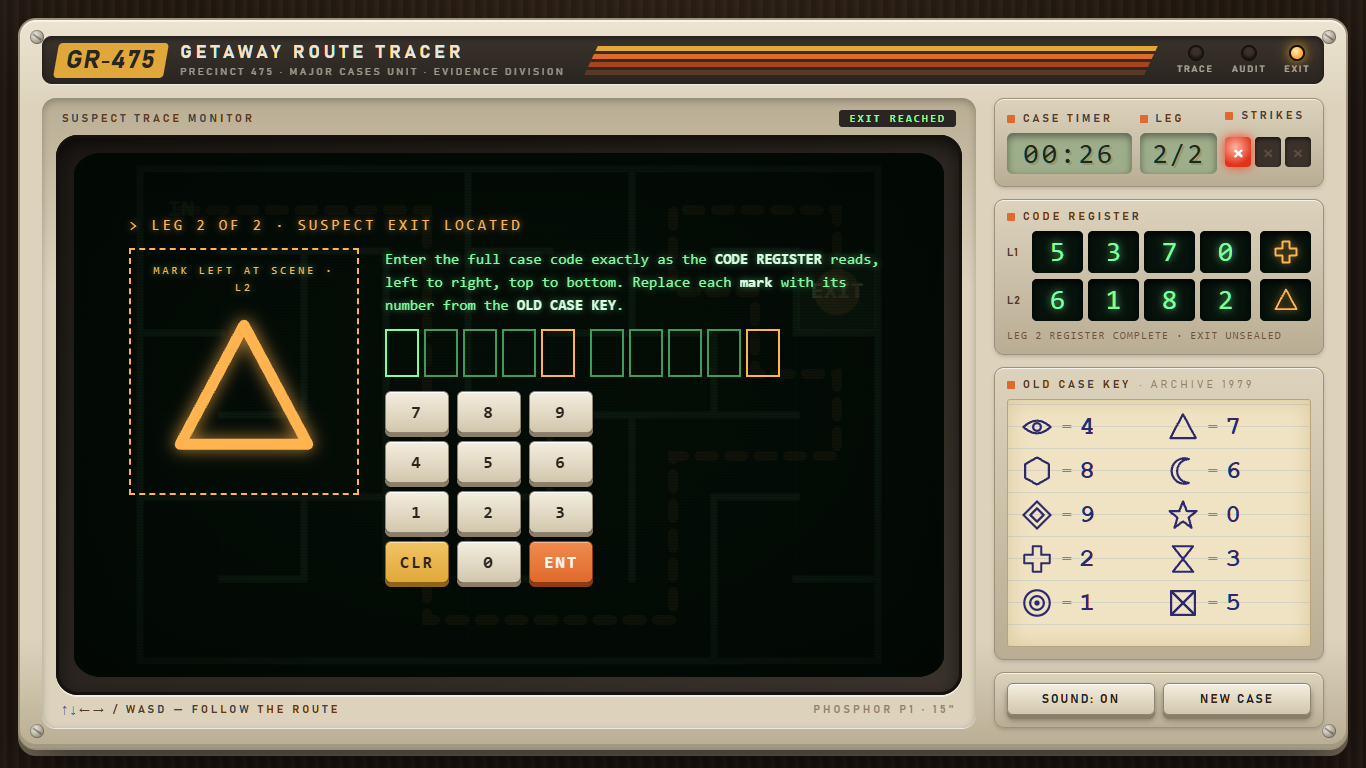 GR-475
GETAWAY ROUTE TRACER
PRECINCT 475 · MAJOR CASES UNIT · EVIDENCE DIVISION
TRACE AUDIT EXIT
SUSPECT TRACE MONITOR
EXIT REACHED
IN
> LEG 2 OF 2 · SUSPECT EXIT LOCATED
MARK LEFT AT SCENE ·
L2
Enter the full case code exactly as the CODE REGISTER reads,
left to right, top to bottom. Replace each mark with its
number from the OLD CASE KEY.
EXIT
7 8 9
4 5 6
1 2 3
CLR 0 ENT
↑↓←→ / WASD — FOLLOW THE ROUTE
PHOSPHOR P1 · 15"
CASE TIMER LEG STRIKES
00:26 2/2 × × ×
CODE REGISTER
L1 5 3 7 0
L2 6 1 8 2
LEG 2 REGISTER COMPLETE · EXIT UNSEALED
OLD CASE KEY · ARCHIVE 1979
= 4 = 7
= 8 = 6
= 9 = 0
= 2 = 3
= 1 = 5
SOUND: ON NEW CASE